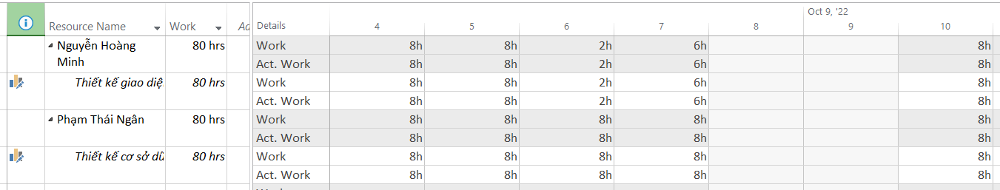 Oct 9, '22
Resource Name Work Ad Details 4 5 6 7 8 9 10
Nguyễn Hoàng Minh 80 hrs Work 8h 8h 2h 6h 8h
Act. Work 8h 8h 2h 6h 8h
Thiết kế giao diệ 80 hrs Work 8h 8h 2h 6h 8h
Act. Work 8h 8h 2h 6h 8h
Phạm Thái Ngân 80 hrs Work 8h 8h 8h 8h 8h
Act. Work 8h 8h 8h 8h 8h
Thiết kế cơ sở dữ 80 hrs Work 8h 8h 8h 8h 8h
Act. Work 8h 8h 8h 8h 8h